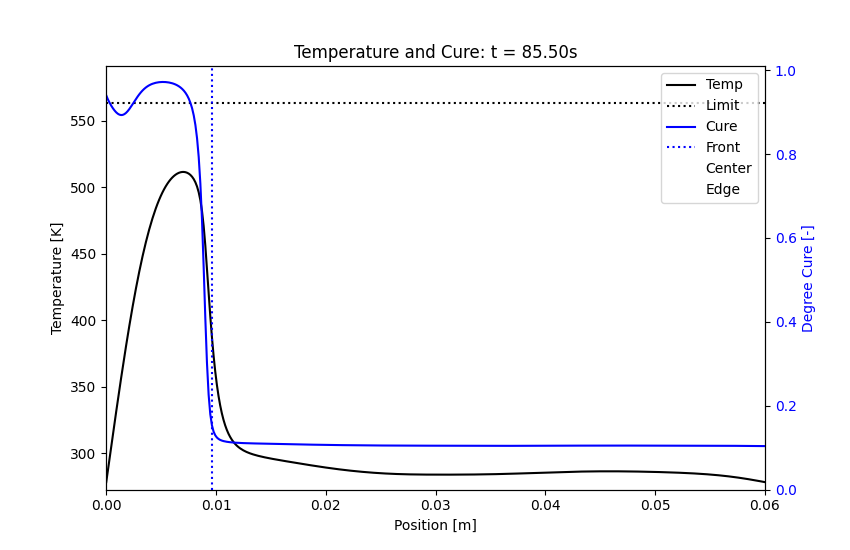 Temperature and Cure: t = 85.50s
Temp
Limit
Cure
Front
Center
Edge
Temperature [K]
550
500
450
400
350
300
1.0
0.8
0.6
0.4
0.2
0.0
Degree Cure [-]
0.00
0.01
0.02
0.03
0.04
0.05
0.06
Position [m]